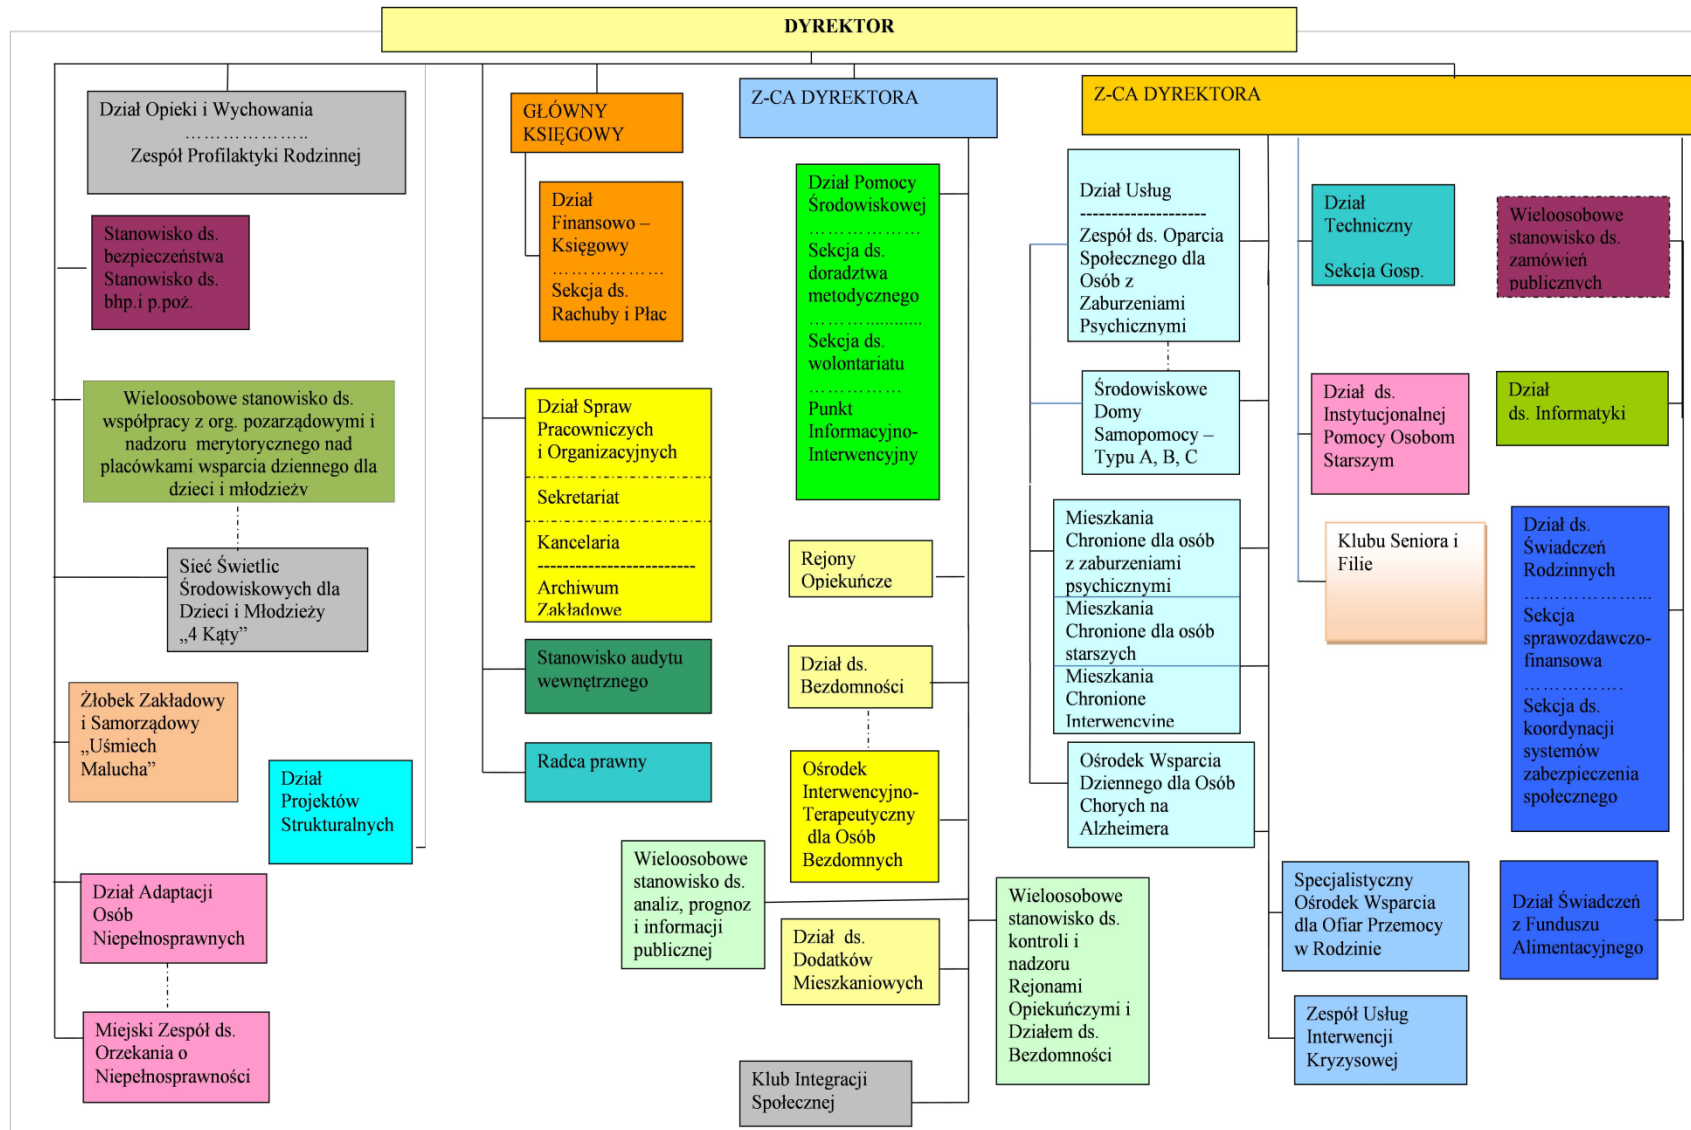 DYREKTOR
Dział Opieki i Wychowania
………………..
Zespół Profilaktyki Rodzinnej
Stanowisko ds.
bezpieczeństwa
Stanowisko ds.
bhp.i p.poż.
Wieloosobowe stanowisko ds.
współpracy z org. pozarządowymi i
nadzoru merytorycznego nad
placówkami wsparcia dziennego dla
dzieci i młodzieży
Sieć Świetlic
Środowiskowych dla
Dzieci i Młodzieży
„4 Kąty”
Żłobek Zakładowy
i Samorządowy
„Uśmiech
Malucha”
Dział
Projektów
Strukturalnych
Dział Adaptacji
Osób
Niepełnosprawnych
Miejski Zespół ds.
Orzekania o
Niepełnosprawności
GŁÓWNY
KSIĘGOWY
Dział
Finansowo –
Księgowy
………………
Sekcja ds.
Rachuby i Płac
Dział Spraw
Pracowniczych
i Organizacyjnych
Sekretariat
Kancelaria
-------------------------
Archiwum
Zakładowe
Stanowisko audytu
wewnętrznego
Radca prawny
Z-CA DYREKTORA
Dział Pomocy
Środowiskowej
………………
Sekcja ds.
doradztwa
metodycznego
………...........
Sekcja ds.
wolontariatu
……………
Punkt
Informacyjno-
Interwencyjny
Rejony
Opiekuńcze
Dział ds.
Bezdomności
Ośrodek
Interwencyjno-
Terapeutyczny
dla Osób
Bezdomnych
Wieloosobowe
stanowisko ds.
analiz, prognoz
i informacji
publicznej
Dział ds.
Dodatków
Mieszkaniowych
Wieloosobowe
stanowisko ds.
kontroli i
nadzoru
Rejonami
Opiekuńczymi i
Działem ds.
Bezdomności
Klub Integracji
Społecznej
Z-CA DYREKTORA
Dział Usług
---------------------
Zespół ds. Oparcia
Społecznego dla
Osób z
Zaburzeniami
Psychicznymi
Środowiskowe
Domy
Samopomocy –
Typu A, B, C
Mieszkania
Chronione dla osób
z zaburzeniami
psychicznymi
Mieszkania
Chronione dla osób
starszych
Mieszkania
Chronione
Interwencyjne
Ośrodek Wsparcia
Dziennego dla Osób
Chorych na
Alzheimera
Dział
Techniczny
Sekcja Gosp.
Dział ds.
Instytucjonalnej
Pomocy Osobom
Starszym
Klubu Seniora i
Filie
Specjalistyczny
Ośrodek Wsparcia
dla Ofiar Przemocy
w Rodzinie
Zespół Usług
Interwencji
Kryzysowej
Wieloosobowe
stanowisko ds.
zamówień
publicznych
Dział
ds. Informatyki
Dział ds.
Świadczeń
Rodzinnych
………………...
Sekcja
sprawozdawczo-
finansowa
…………….
Sekcja ds.
koordynacji
systemów
zabezpieczenia
społecznego
Dział Świadczeń
z Funduszu
Alimentacyjnego